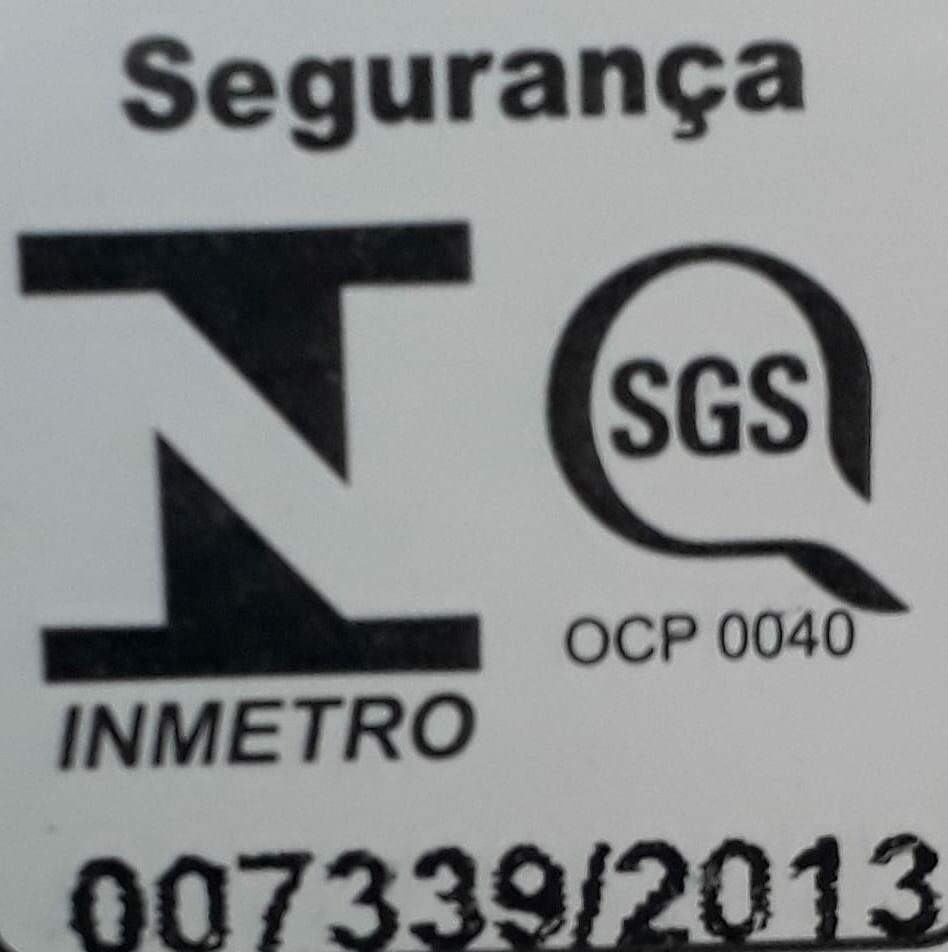 Segurança
SGS
OCP 0040
INMETRO
007339/2013